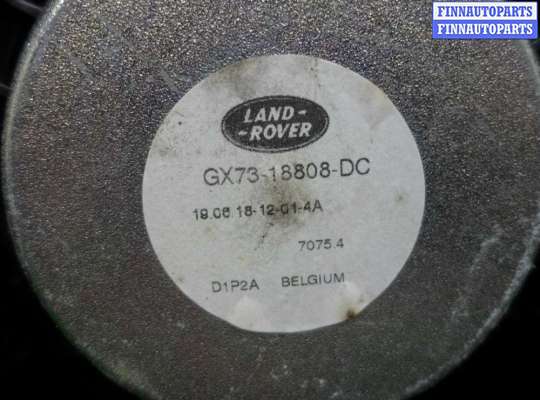 FINNAUTOPARTS
FINNAUTOPARTS
LAND-
-ROVER
GX73-18808-DC
19.06 18-12-01-4A
7075.4
D1P2A BELGIUM